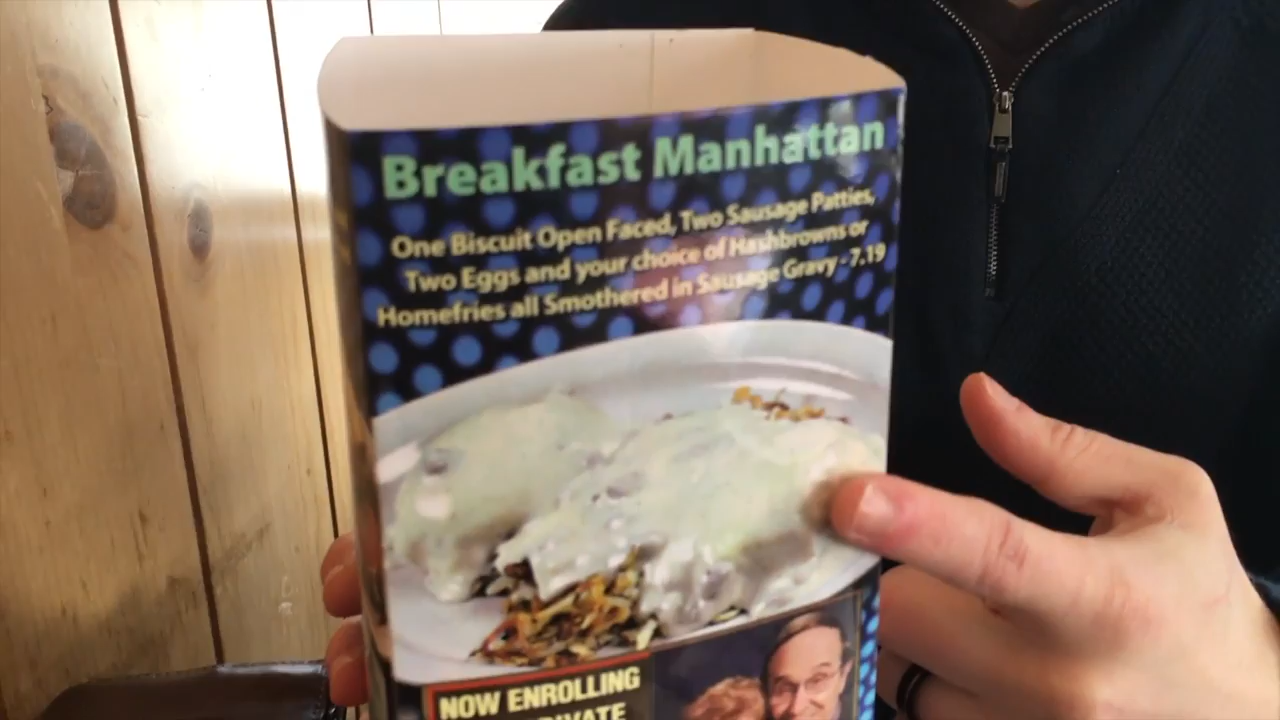 Breakfast Manhattan
One Biscuit Open Faced, Two Sausage Patties,
Two Eggs and your choice of Hashbrowns or
Homefries all Smothered in Sausage Gravy - 7.19
NOW ENROLLING